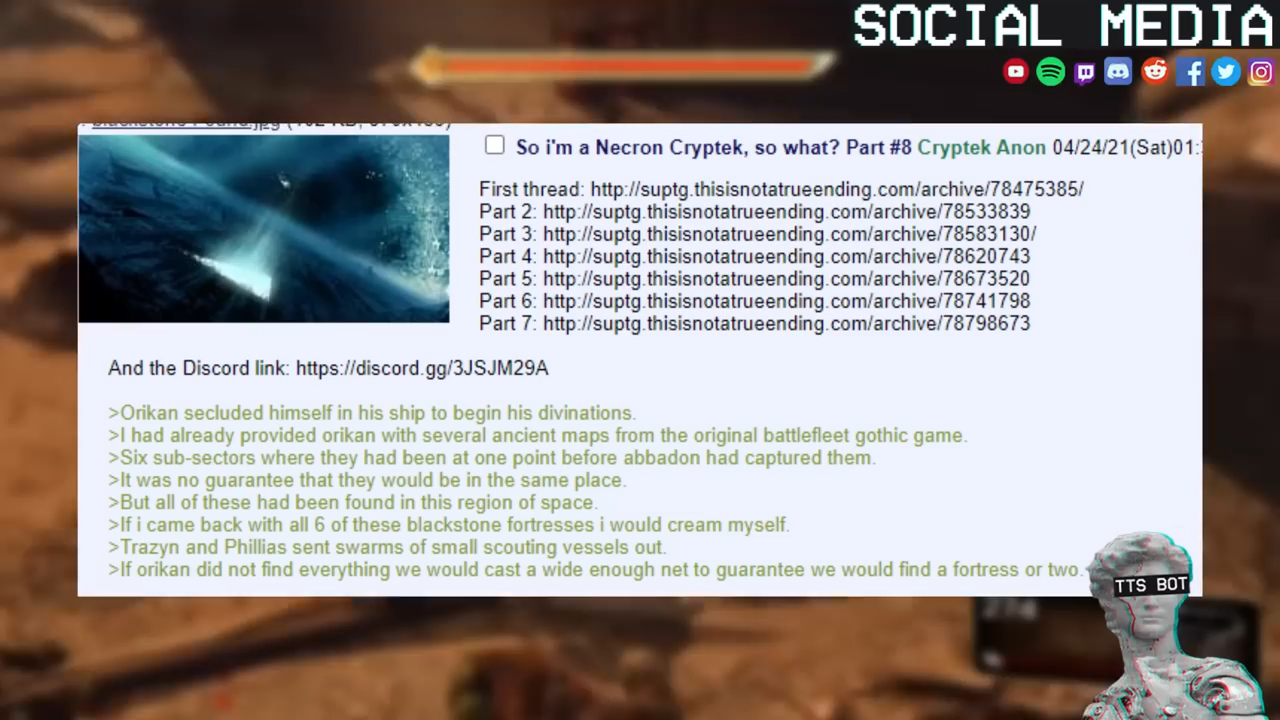 SOCIAL MEDIA
So i'm a Necron Cryptek, so what? Part #8 Cryptek Anon 04/24/21(Sat)01:
First thread: http://suptg.thisisnotatrueending.com/archive/78475385/
Part 2: http://suptg.thisisnotatrueending.com/archive/78533839
Part 3: http://suptg.thisisnotatrueending.com/archive/78583130/
Part 4: http://suptg.thisisnotatrueending.com/archive/78620743
Part 5: http://suptg.thisisnotatrueending.com/archive/78673520
Part 6: http://suptg.thisisnotatrueending.com/archive/78741798
Part 7: http://suptg.thisisnotatrueending.com/archive/78798673
And the Discord link: https://discord.gg/3JSJM29A
>Orikan secluded himself in his ship to begin his divinations.
>I had already provided orikan with several ancient maps from the original battlefleet gothic game.
>Six sub-sectors where they had been at one point before abbadon had captured them.
>It was no guarantee that they would be in the same place.
>But all of these had been found in this region of space.
>If i came back with all 6 of these blackstone fortresses i would cream myself.
>Trazyn and Phillias sent swarms of small scouting vessels out.
>If orikan did not find everything we would cast a wide enough net to guarantee we would find a fortress or two.
TTS BOT